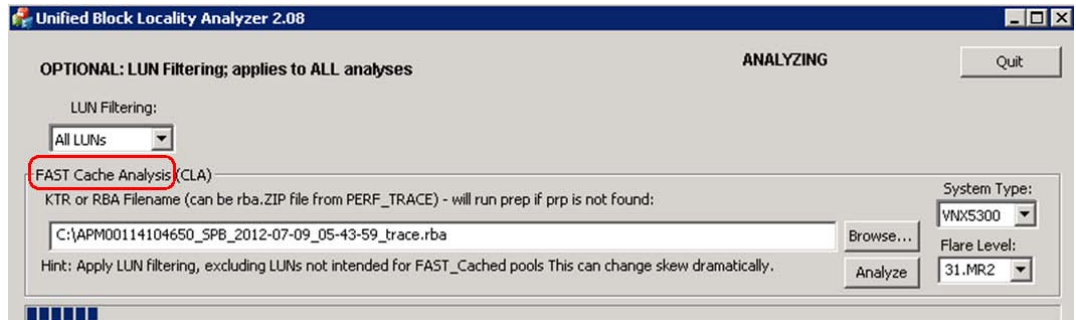 Unified Block Locality Analyzer 2.08
OPTIONAL: LUN Filtering; applies to ALL analyses
ANALYZING
Quit
LUN Filtering:
All LUNs
FAST Cache Analysis (CLA)
KTR or RBA Filename (can be rba.ZIP file from PERF_TRACE) - will run prep if prp is not found:
System Type:
VNX5300
C:\APM00114104650_SPB_2012-07-09_05-43-59_trace.rba
Browse...
Flare Level:
Hint: Apply LUN filtering, excluding LUNs not intended for FAST_Cached pools This can change skew dramatically.
Analyze
31.MR2